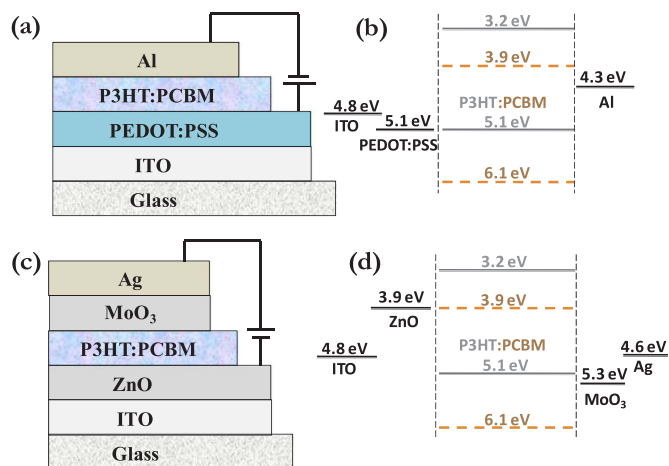 (a)
Al
P3HT:PCBM
PEDOT:PSS
ITO
Glass
(b)
3.2 eV
3.9 eV
4.3 eV
Al
4.8 eV
ITO
5.1 eV
PEDOT:PSS
P3HT:PCBM
5.1 eV
6.1 eV
(c)
Ag
MoO₃
P3HT:PCBM
ZnO
ITO
Glass
(d)
3.2 eV
3.9 eV
ZnO
3.9 eV
4.8 eV
ITO
P3HT:PCBM
5.1 eV
4.6 eV
Ag
5.3 eV
MoO₃
6.1 eV